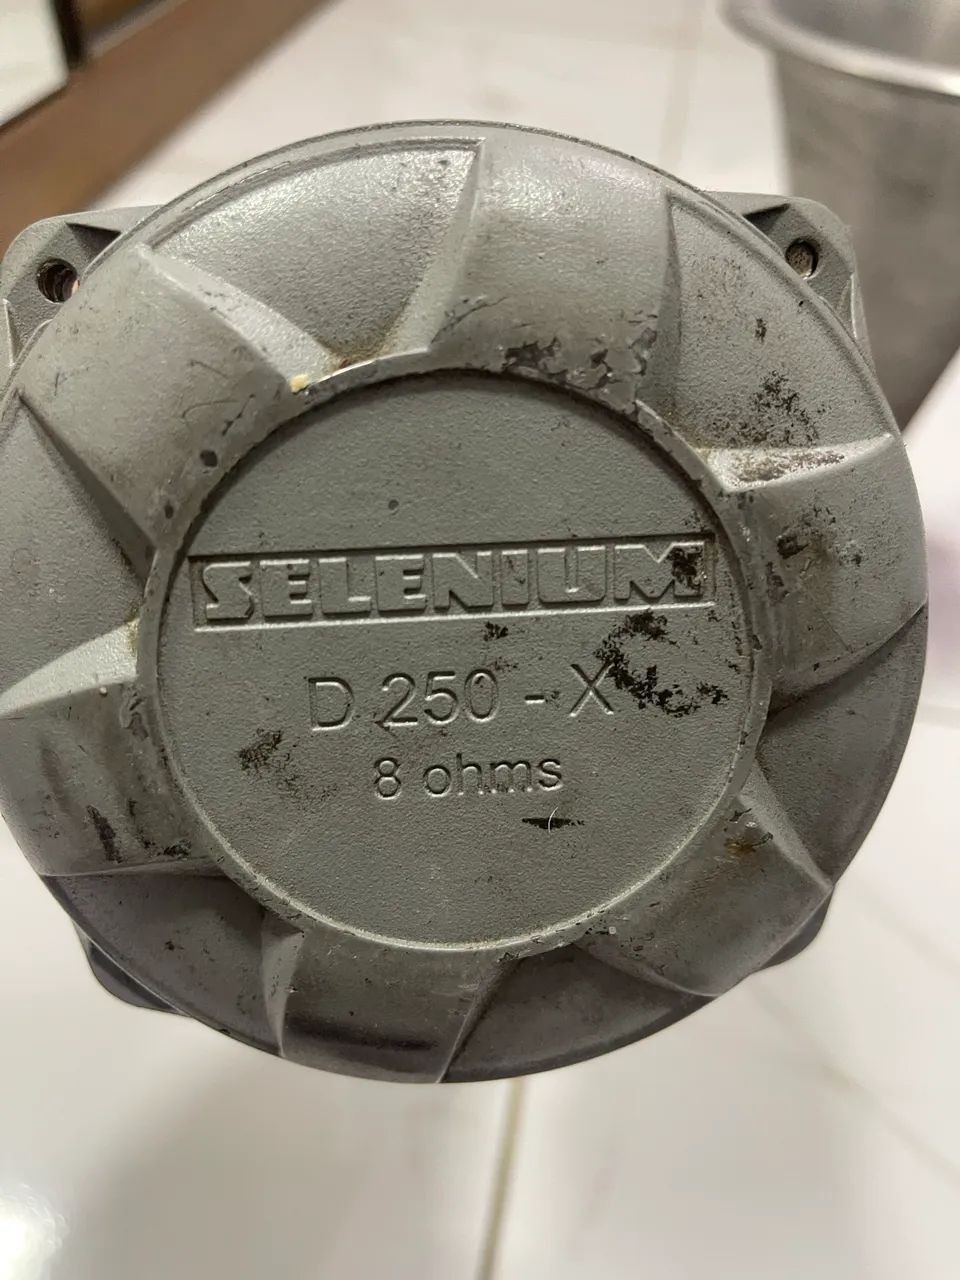 SELENIUM
D 250 - X
8 ohms